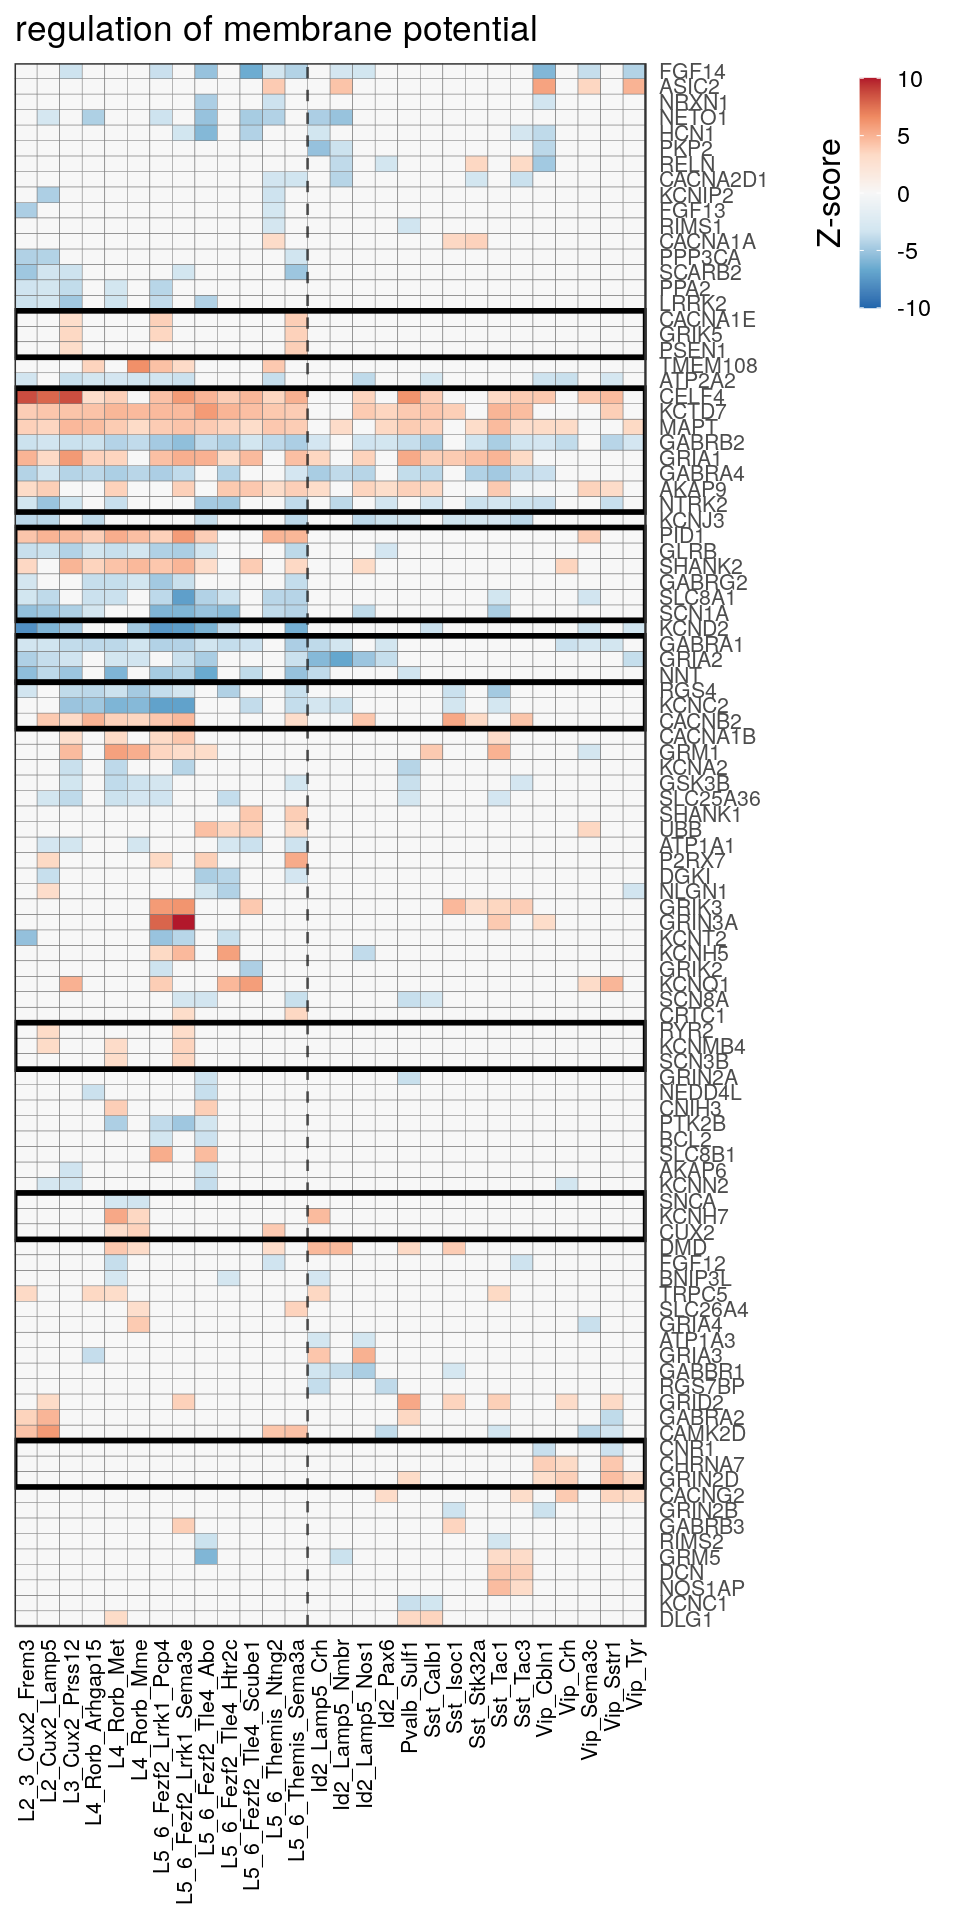 regulation of membrane potential
FGF14
ASIC2
NRXN1
NETO1
HCN1
PKP2
RELN
CACNA2D1
KCNIP2
FGF13
RIMS1
CACNA1A
PPP3CA
SCARB2
PPA2
LRRK2
CACNA1E
GRIK5
PSEN1
TMEM108
ATP2A2
CELF4
KCTD7
MAPT
GABRB2
GRIA1
GABRA4
AKAP9
NTRK2
KCNJ3
PID1
GLRB
SHANK2
GABRG2
SLC8A1
SCN1A
KCND2
GABRA1
GRIA2
NNT
RGS4
KCNC2
CACNB2
CACNA1B
GRM1
KCNA2
GSK3B
SLC25A36
SHANK1
UBB
ATP1A1
P2RX7
DGKI
NLGN1
GRIK3
GRIN3A
KCNT2
KCNH5
GRIK2
KCNQ1
SCN8A
CRTC1
RYR2
KCNMB4
SCN3B
GRIN2A
NEDD4L
CNIH3
PTK2B
BCL2
SLC8B1
AKAP6
KCNN2
SNCA
KCNH7
CUX2
DMD
FGF12
BNIP3L
TRPC5
SLC26A4
GRIA4
ATP1A3
GRIA3
GABBR1
RGS7BP
GRID2
GABRA2
CAMK2D
CNR1
CHRNA7
GRIN2D
CACNG2
GRIN2B
GABRB3
RIMS2
GRM5
DCN
NOS1AP
KCNC1
DLG1
Z-score
10
5
0
-5
-10
L2_3_Cux2_Frem3
L2_Cux2_Lamp5
L3_Cux2_Prss12
L4_Rorb_Arhgap15
L4_Rorb_Met
L4_Rorb_Mme
L5_6_Fezf2_Lrrk1_Pcp4
L5_6_Fezf2_Lrrk1_Sema3e
L5_6_Fezf2_Tle4_Abo
L5_6_Fezf2_Tle4_Htr2c
L5_6_Fezf2_Tle4_Scube1
L5_6_Themis_Ntng2
L5_6_Themis_Sema3a
Id2_Lamp5_Crh
Id2_Lamp5_Nmbr
Id2_Lamp5_Nos1
Id2_Pax6
Pvalb_Sulf1
Sst_Calb1
Sst_Isoc1
Sst_Stk32a
Sst_Tac1
Sst_Tac3
Vip_Cbln1
Vip_Crh
Vip_Sema3c
Vip_Sstr1
Vip_Tyr